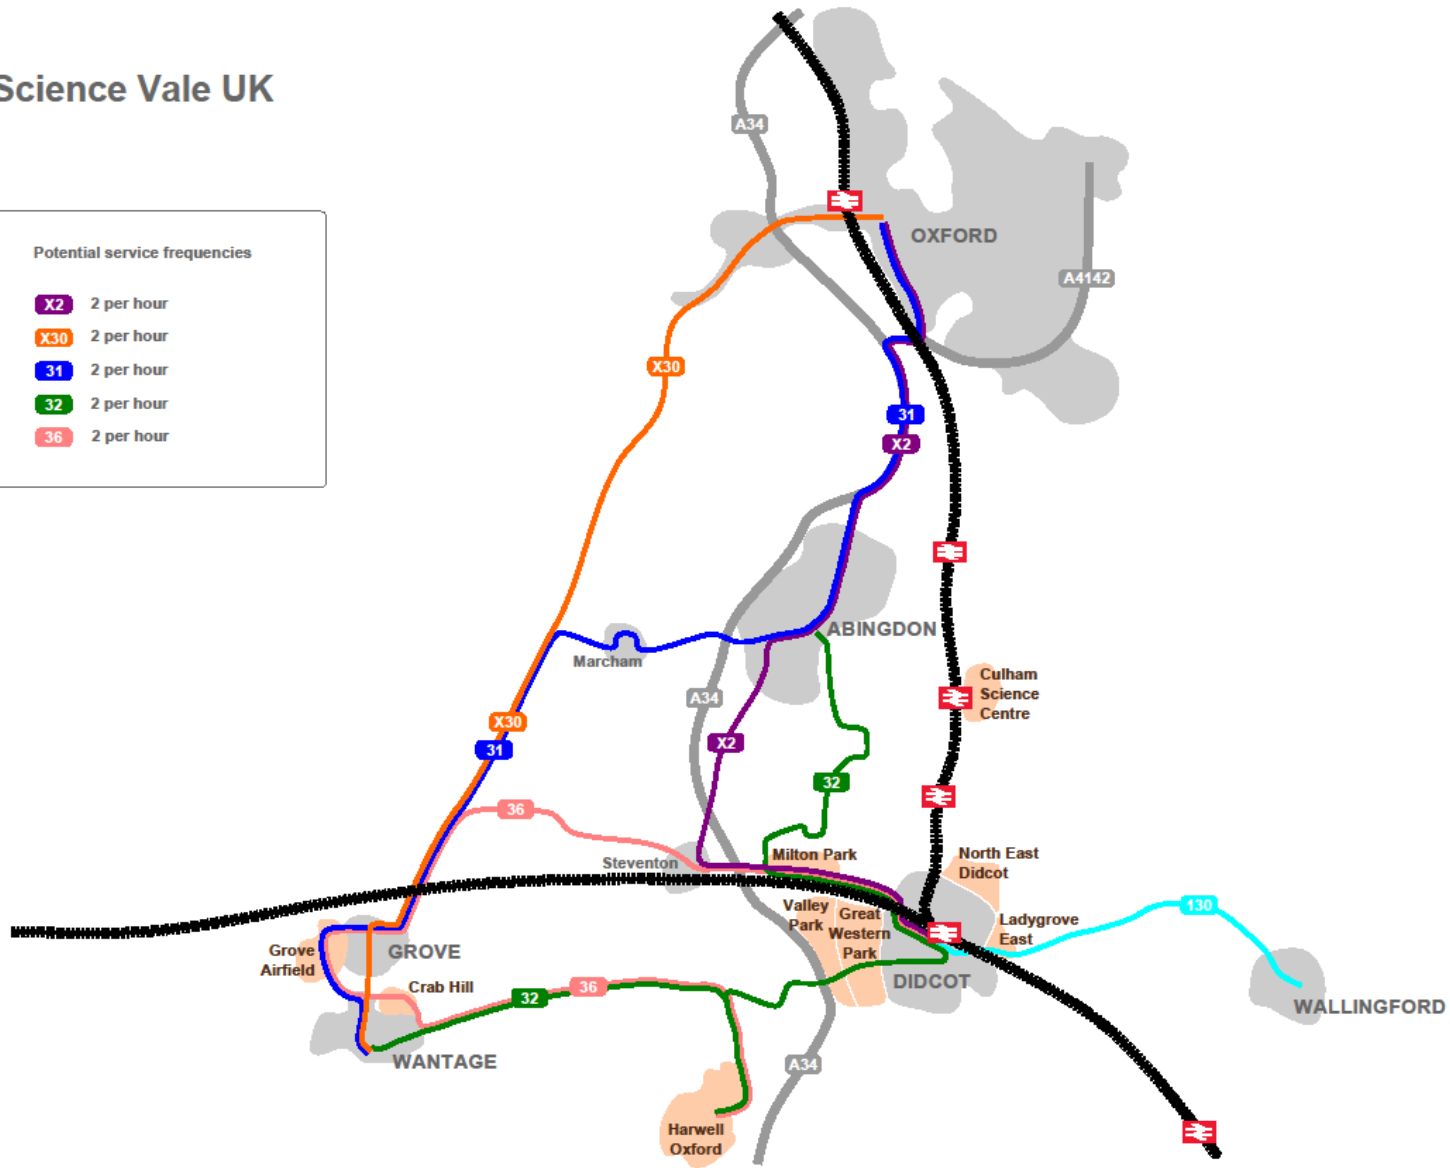 Science Vale UK
Potential service frequencies
X2 2 per hour
X30 2 per hour
31 2 per hour
32 2 per hour
36 2 per hour
A34
OXFORD
A4142
X30
31
X2
ABINGDON
Marcham
Culham
Science
Centre
A34
X30
31
X2
32
36
Steventon
Milton Park
North East
Didcot
Valley
Park
Great
Western
Park
Ladygrove
East
130
GROVE
Grove
Airfield
DIDCOT
Crab Hill
32
36
WALLINGFORD
WANTAGE
A34
Harwell
Oxford